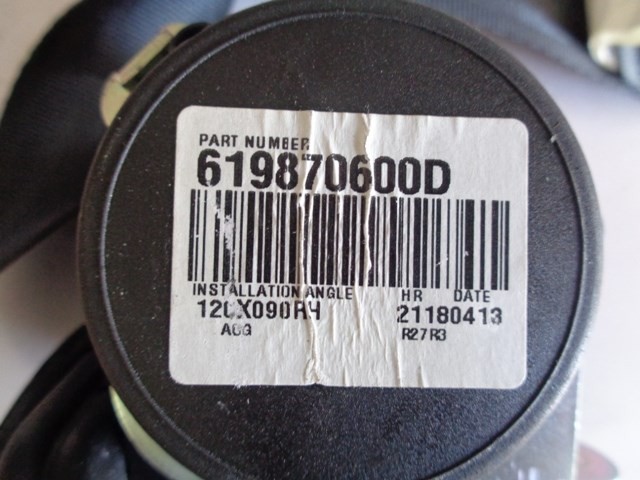 PART NUMBER
619870600D
INSTALLATION ANGLE HR DATE
120X090RH 21180413
A0G R27R3